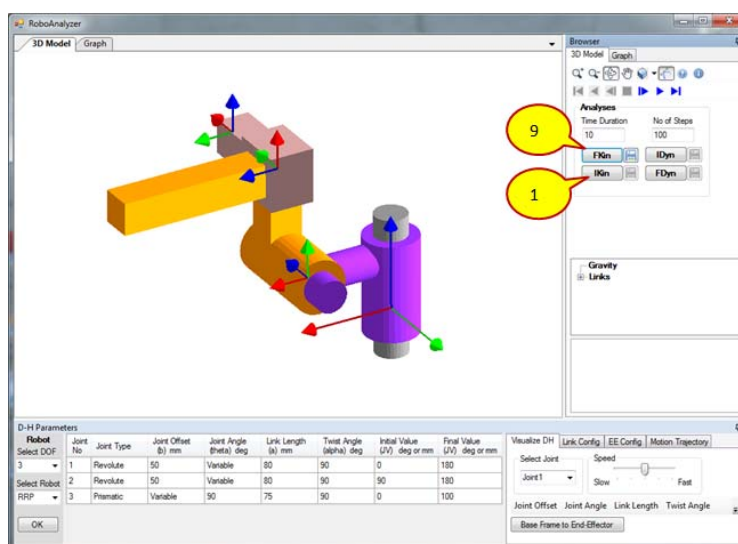 RoboAnalyzer
3D Model Graph
Browser
3D Model Graph
Analyses
Time Duration No of Steps
10 100
FKin IDyn
IKin FDyn
9
1
Gravity
Links
D-H Parameters
Robot
Select DOF
3
Select Robot
RRP
OK
Joint No Joint Type Joint Offset (b) mm Joint Angle (theta) deg Link Length (a) mm Twist Angle (alpha) deg Initial Value (JV) deg or mm Final Value (JV) deg or mm
1 Revolute 50 Variable 80 90 0 180
2 Revolute 50 Variable 80 90 90 180
3 Prismatic Variable 90 75 90 0 100
Visualize DH Link Config EE Config Motion Trajectory
Select Joint Speed
Joint1 Slow Fast
Joint Offset Joint Angle Link Length Twist Angle
Base Frame to End-Effector